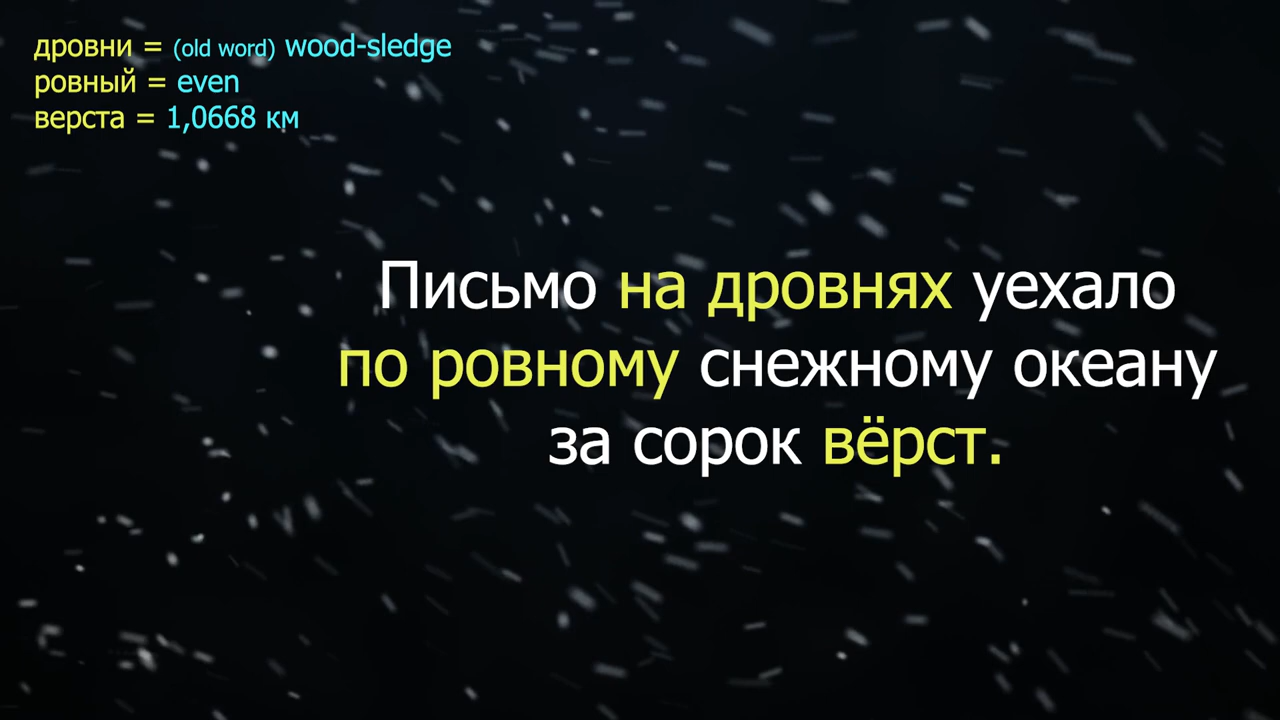 дровни = (old word) wood-sledge
ровный = even
верста = 1,0668 км
Письмо на дровнях уехало
по ровному снежному океану
за сорок вёрст.